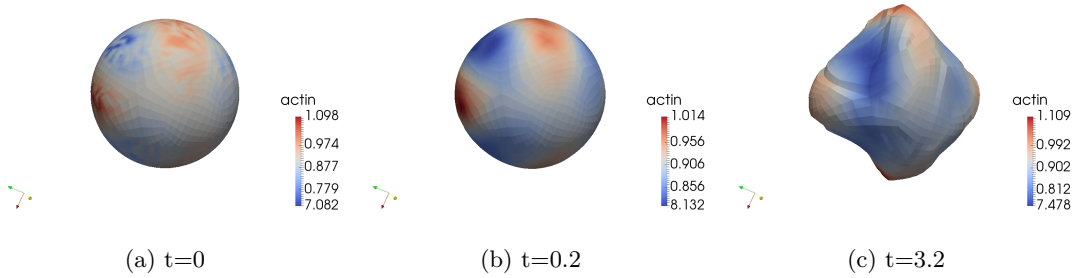 actin
1.098
0.974
0.877
0.779
7.082
(a) t=0
actin
1.014
0.956
0.906
0.856
8.132
(b) t=0.2
actin
1.109
0.992
0.902
0.812
7.478
(c) t=3.2